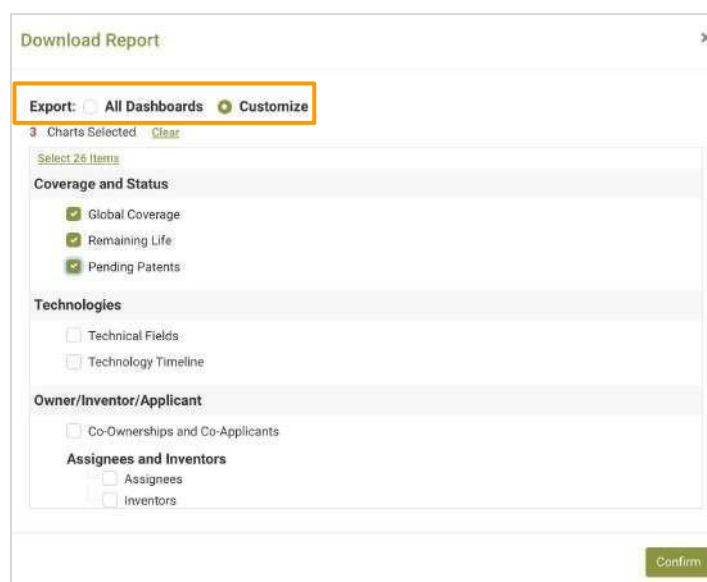 Download Report
Export: All Dashboards Customize
3 Charts Selected Clear
Select 26 Items
Coverage and Status
Global Coverage
Remaining Life
Pending Patents
Technologies
Technical Fields
Technology Timeline
Owner/Inventor/Applicant
Co-Ownerships and Co-Applicants
Assignees and Inventors
Assignees
Inventors
Confirm